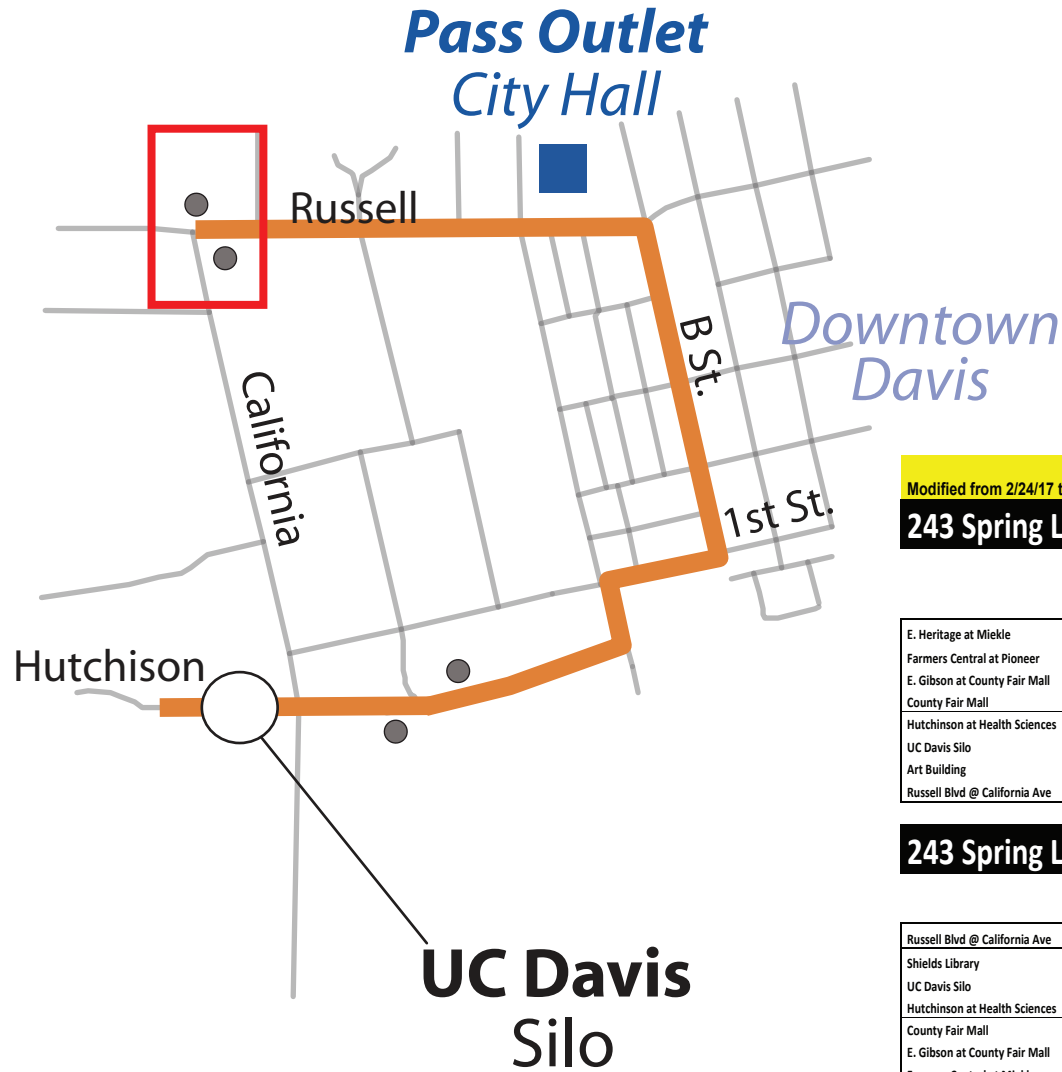 Pass Outlet
City Hall
Russell
Downtown
Davis
B St.
California
1st St.
Hutchison
UC Davis
Silo
Modified from 2/24/17 t
243 Spring L
E. Heritage at Miekle
Farmers Central at Pioneer
E. Gibson at County Fair Mall
County Fair Mall
Hutchinson at Health Sciences
UC Davis Silo
Art Building
Russell Blvd @ California Ave
243 Spring L
Russell Blvd @ California Ave
Shields Library
UC Davis Silo
Hutchinson at Health Sciences
County Fair Mall
E. Gibson at County Fair Mall